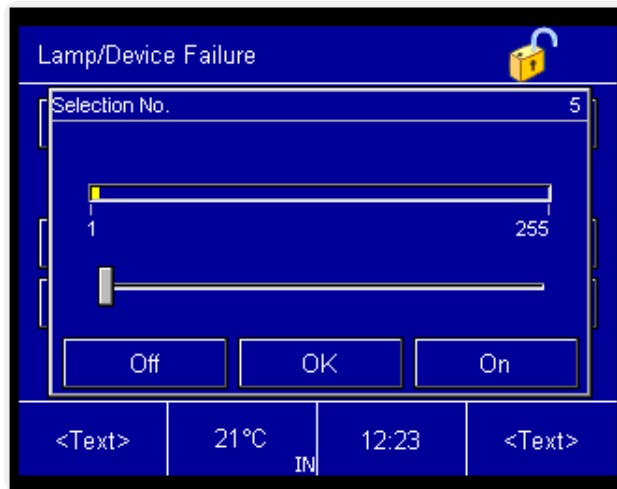 Lamp/Device Failure
Selection No. 5
1 255
Off OK On
<Text> 21°C IN 12:23 <Text>